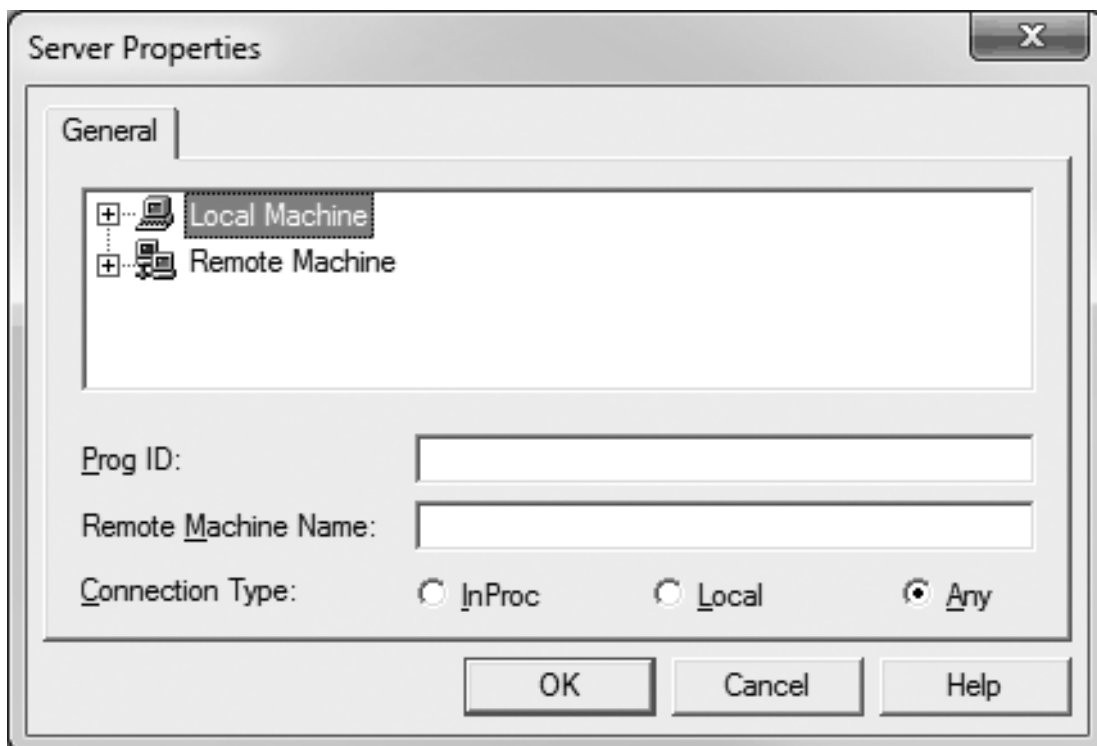 Server Properties
General
Local Machine
Remote Machine
Prog ID:
Remote Machine Name:
Connection Type: InProc Local Any
OK Cancel Help